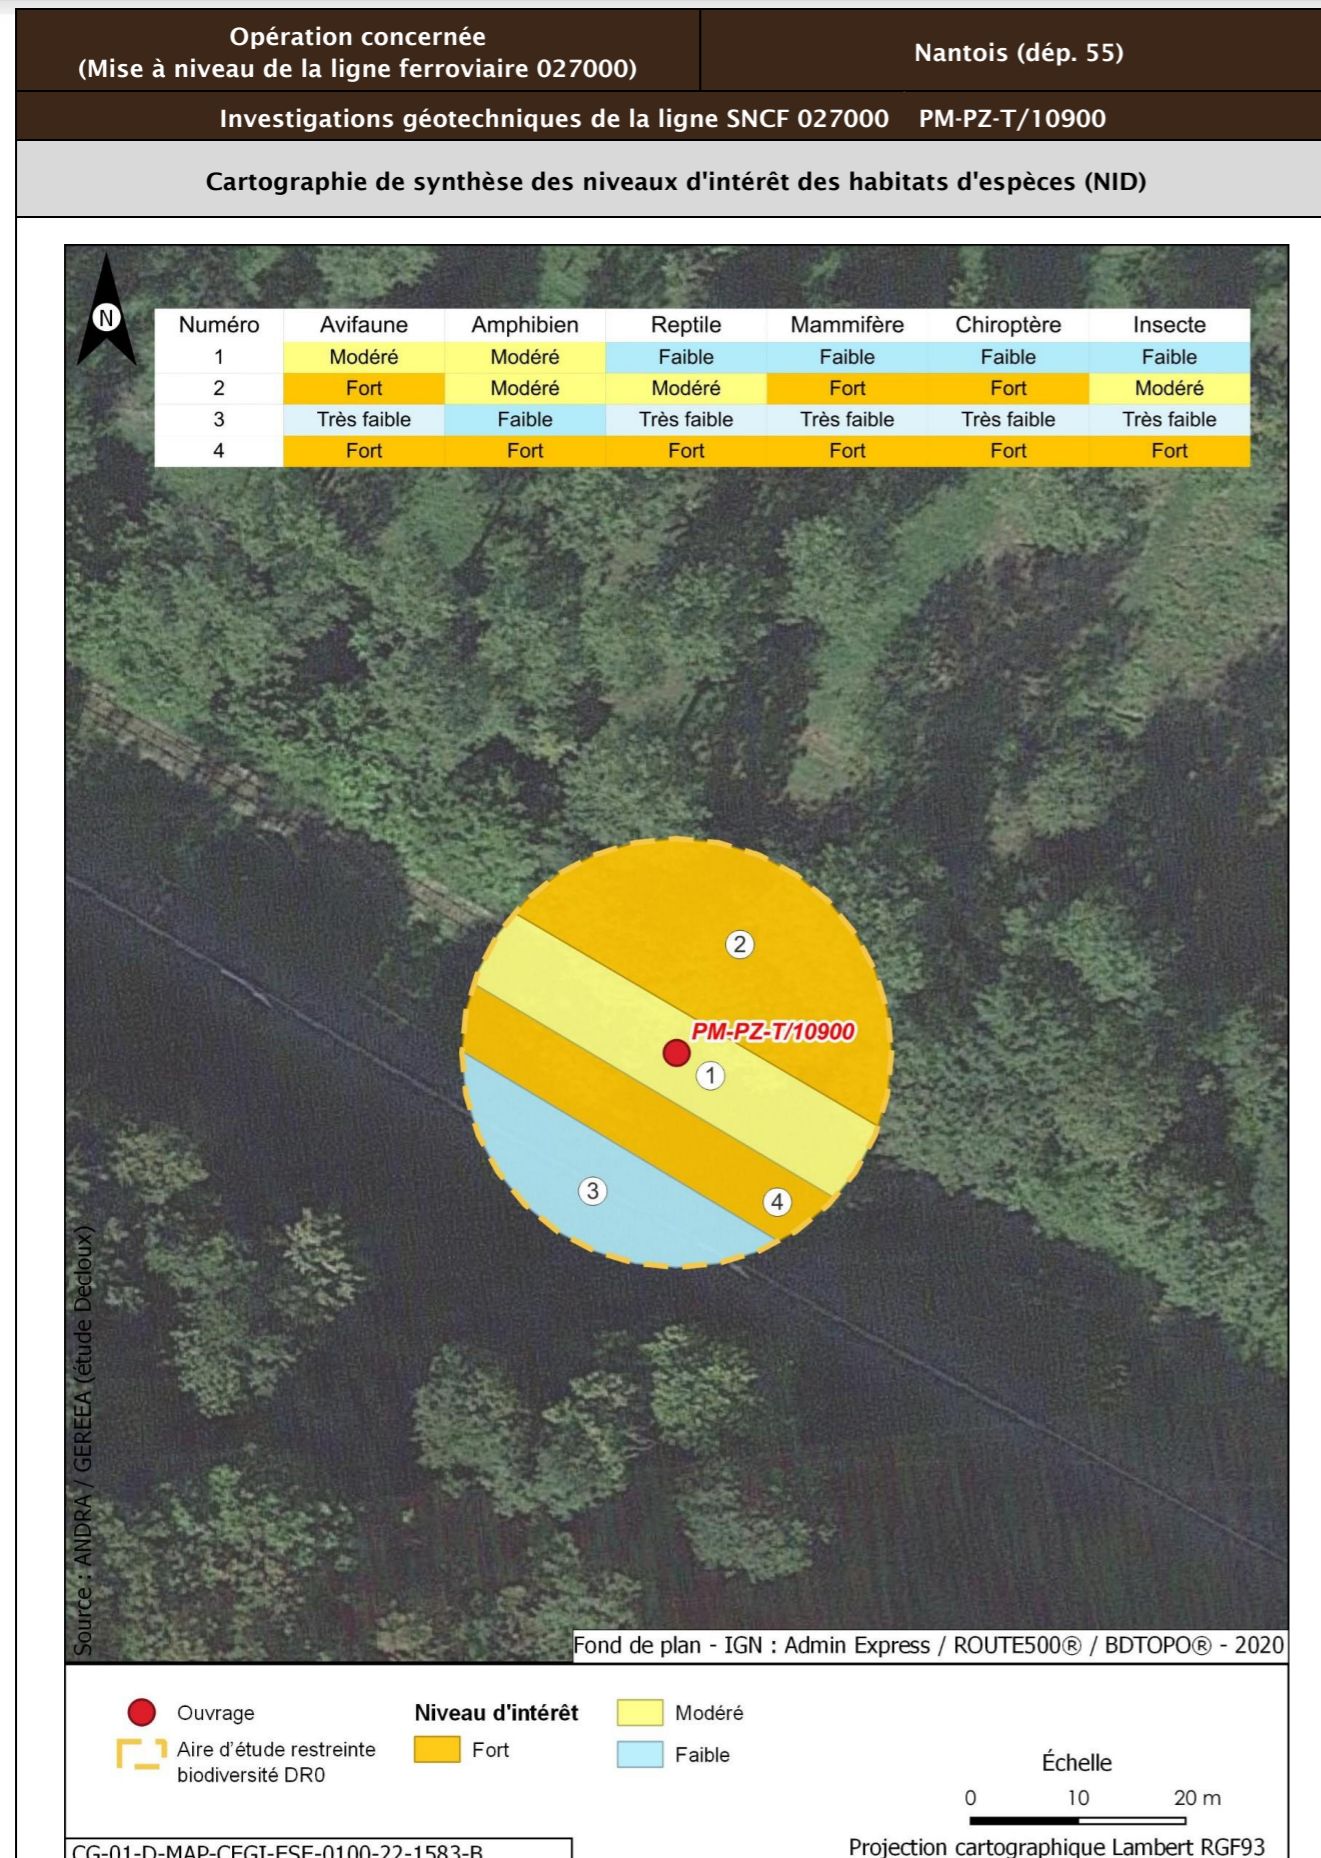 Opération concernée
(Mise à niveau de la ligne ferroviaire 027000)
Nantois (dép. 55)
Investigations géotechniques de la ligne SNCF 027000 PM-PZ-T/10900
Cartographie de synthèse des niveaux d'intérêt des habitats d'espèces (NID)
N
Numéro Avifaune Amphibien Reptile Mammifère Chiroptère Insecte
1 Modéré Modéré Faible Faible Faible Faible
2 Fort Modéré Modéré Fort Fort Modéré
3 Très faible Faible Très faible Très faible Très faible Très faible
4 Fort Fort Fort Fort Fort Fort
2
PM-PZ-T/10900
1
3
4
Source : ANDRA / GEREEA (étude Decloux)
Fond de plan - IGN : Admin Express / ROUTE500® / BDTOPO® - 2020
Ouvrage
Aire d'étude restreinte
biodiversité DR0
Niveau d'intérêt
Fort
Modéré
Faible
Échelle
0 10 20 m
Projection cartographique Lambert RGF93
CG-01-D-MAP-CEGI-ESE-0100-22-1583-B